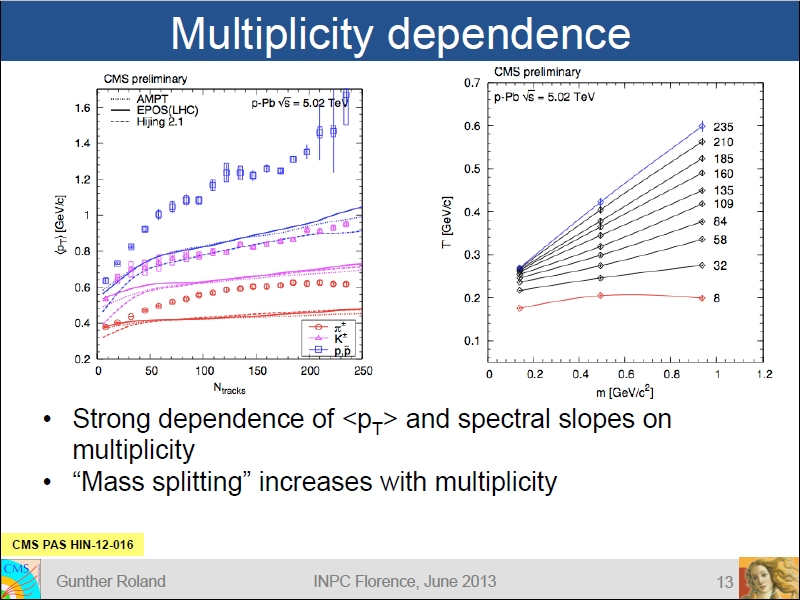 Multiplicity dependence
CMS preliminary
AMPT
EPOS(LHC)
Hijing 2.1
p-Pb √s = 5.02 TeV
1.6
1.4
1.2
1
0.8
0.6
0.4
0.2
⟨pT⟩ [GeV/c]
π±
K±
p,p̄
0 50 100 150 200 250
Ntracks
CMS preliminary
p-Pb √s = 5.02 TeV
0.7
0.6
0.5
0.4
0.3
0.2
0.1
T' [GeV/c]
235
210
185
160
135
109
84
58
32
8
0 0.2 0.4 0.6 0.8 1 1.2
m [GeV/c²]
• Strong dependence of <pT> and spectral slopes on
multiplicity
• “Mass splitting” increases with multiplicity
CMS PAS HIN-12-016
CMS
Gunther Roland INPC Florence, June 2013 13